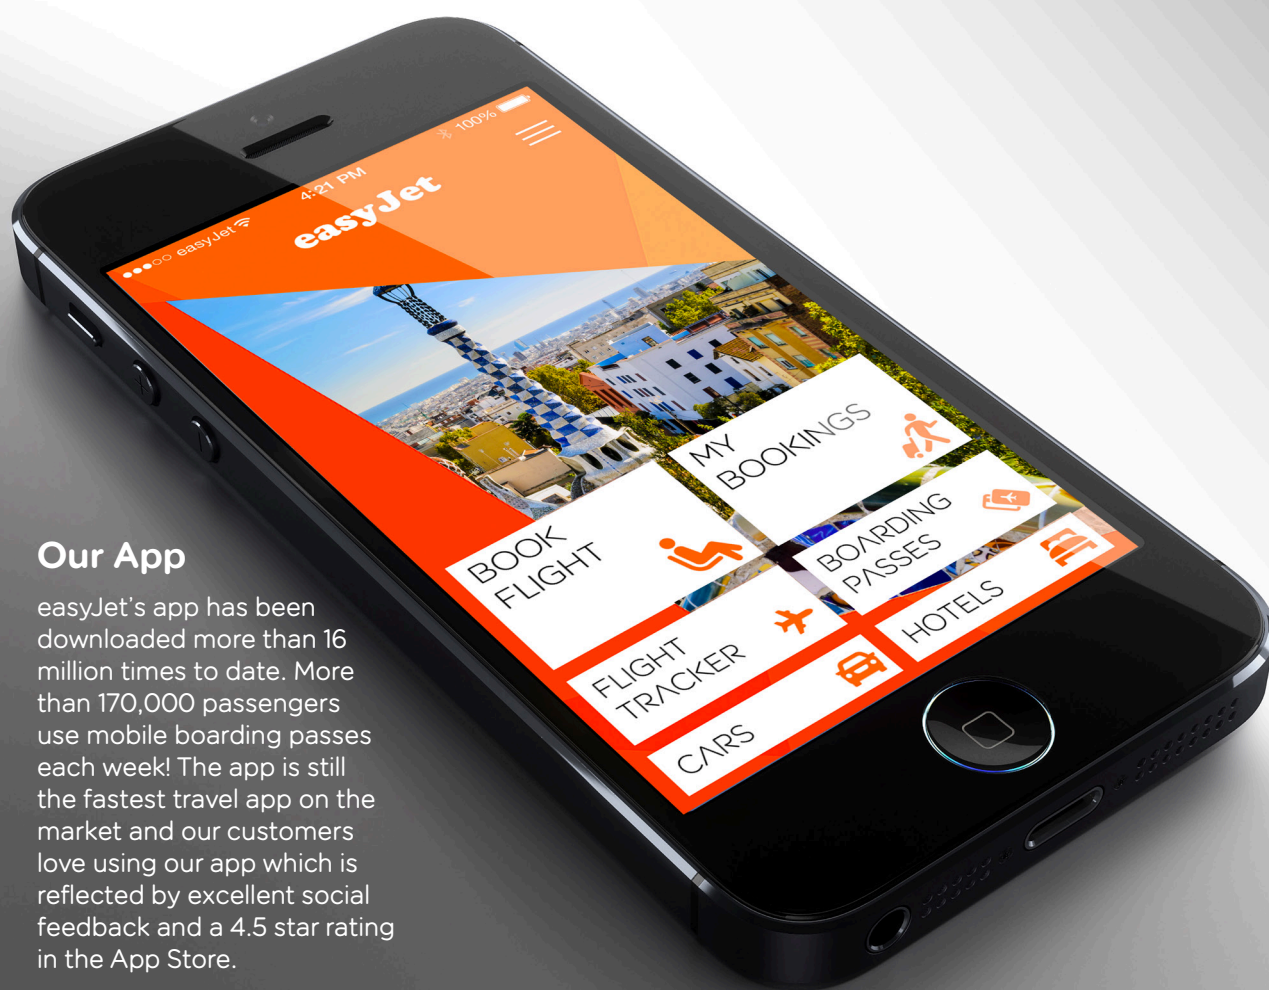 ●●●○○ easyJet
4:21 PM
100%
easyJet
BOOK
FLIGHT
MY
BOOKINGS
FLIGHT
TRACKER
BOARDING
PASSES
CARS
HOTELS
Our App
easyJet's app has been
downloaded more than 16
million times to date. More
than 170,000 passengers
use mobile boarding passes
each week! The app is still
the fastest travel app on the
market and our customers
love using our app which is
reflected by excellent social
feedback and a 4.5 star rating
in the App Store.